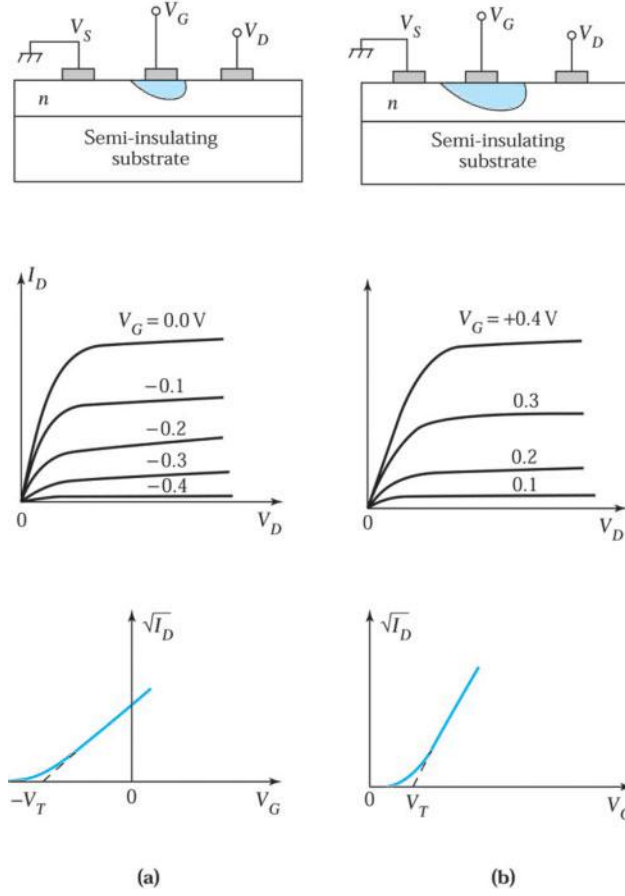 V_S V_G V_D
n
Semi-insulating
substrate
V_S V_G V_D
n
Semi-insulating
substrate
I_D
V_G = 0.0 V
−0.1
−0.2
−0.3
−0.4
0 V_D
V_G = +0.4 V
0.3
0.2
0.1
0 V_D
√I_D
−V_T 0 V_G
√I_D
0 V_T V_G
(a) (b)